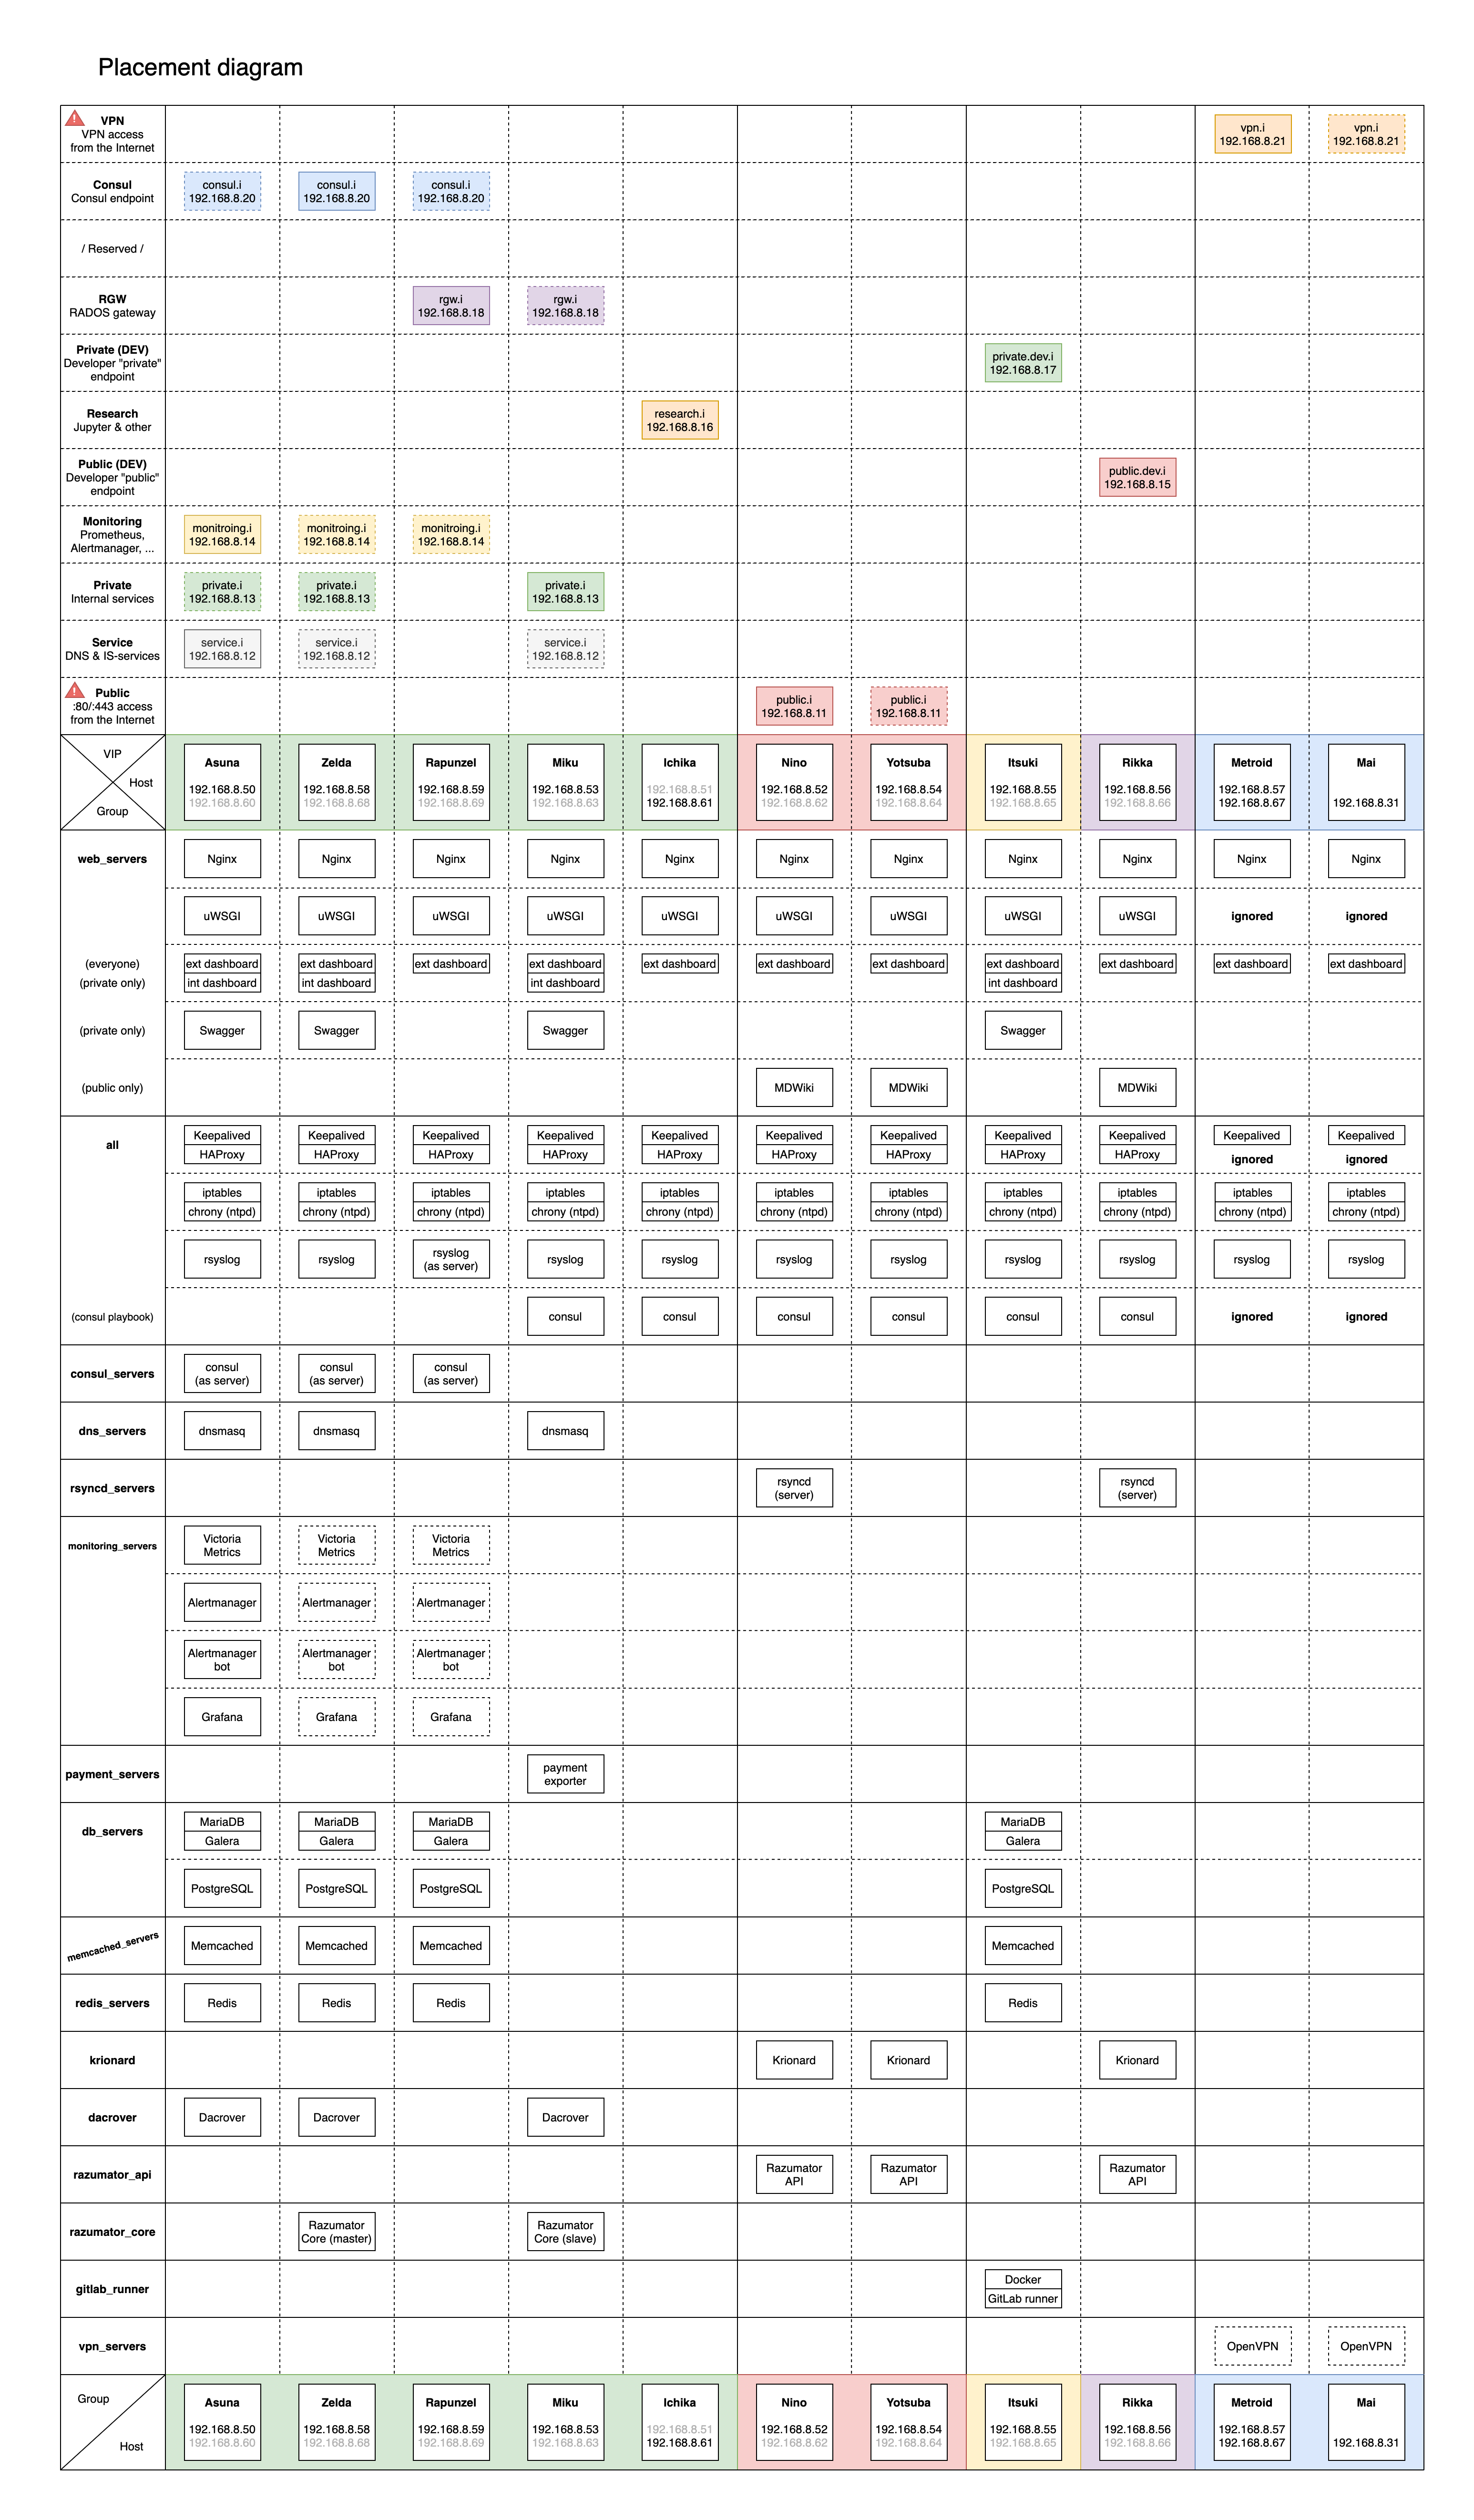 Placement diagram
VPN
VPN access
from the Internet
vpn.i
192.168.8.21
vpn.i
192.168.8.21
Consul
Consul endpoint
consul.i
192.168.8.20
consul.i
192.168.8.20
consul.i
192.168.8.20
/ Reserved /
RGW
RADOS gateway
rgw.i
192.168.8.18
rgw.i
192.168.8.18
Private (DEV)
Developer "private"
endpoint
private.dev.i
192.168.8.17
Research
Jupyter & other
research.i
192.168.8.16
Public (DEV)
Developer "public"
endpoint
public.dev.i
192.168.8.15
Monitoring
Prometheus,
Alertmanager, ...
monitroing.i
192.168.8.14
monitroing.i
192.168.8.14
monitroing.i
192.168.8.14
Private
Internal services
private.i
192.168.8.13
private.i
192.168.8.13
private.i
192.168.8.13
Service
DNS & IS-services
service.i
192.168.8.12
service.i
192.168.8.12
service.i
192.168.8.12
Public
:80/:443 access
from the Internet
public.i
192.168.8.11
public.i
192.168.8.11
VIP
Host
Group
Asuna
192.168.8.50
192.168.8.60
Zelda
192.168.8.58
192.168.8.68
Rapunzel
192.168.8.59
192.168.8.69
Miku
192.168.8.53
192.168.8.63
Ichika
192.168.8.51
192.168.8.61
Nino
192.168.8.52
192.168.8.62
Yotsuba
192.168.8.54
192.168.8.64
Itsuki
192.168.8.55
192.168.8.65
Rikka
192.168.8.56
192.168.8.66
Metroid
192.168.8.57
192.168.8.67
Mai
192.168.8.31
web_servers
Nginx Nginx Nginx Nginx Nginx Nginx Nginx Nginx Nginx Nginx Nginx
uWSGI uWSGI uWSGI uWSGI uWSGI uWSGI uWSGI uWSGI uWSGI ignored ignored
(everyone) ext dashboard ext dashboard ext dashboard ext dashboard ext dashboard ext dashboard ext dashboard ext dashboard ext dashboard ext dashboard ext dashboard
(private only) int dashboard int dashboard int dashboard int dashboard
(private only) Swagger Swagger Swagger Swagger
(public only) MDWiki MDWiki MDWiki
all
Keepalived Keepalived Keepalived Keepalived Keepalived Keepalived Keepalived Keepalived Keepalived Keepalived Keepalived
HAProxy HAProxy HAProxy HAProxy HAProxy HAProxy HAProxy HAProxy HAProxy ignored ignored
iptables iptables iptables iptables iptables iptables iptables iptables iptables iptables iptables
chrony (ntpd) chrony (ntpd) chrony (ntpd) chrony (ntpd) chrony (ntpd) chrony (ntpd) chrony (ntpd) chrony (ntpd) chrony (ntpd) chrony (ntpd) chrony (ntpd)
rsyslog rsyslog rsyslog
(as server)
rsyslog rsyslog rsyslog rsyslog rsyslog rsyslog rsyslog rsyslog
(consul playbook) consul consul consul consul consul consul ignored ignored
consul_servers
consul
(as server)
consul
(as server)
consul
(as server)
dns_servers dnsmasq dnsmasq dnsmasq
rsyncd_servers
rsyncd
(server)
rsyncd
(server)
monitoring_servers
Victoria
Metrics
Victoria
Metrics
Victoria
Metrics
Alertmanager Alertmanager Alertmanager
Alertmanager
bot
Alertmanager
bot
Alertmanager
bot
Grafana Grafana Grafana
payment_servers
payment
exporter
db_servers
MariaDB MariaDB MariaDB MariaDB
Galera Galera Galera Galera
PostgreSQL PostgreSQL PostgreSQL PostgreSQL
memcached_servers Memcached Memcached Memcached Memcached
redis_servers Redis Redis Redis Redis
krionard Krionard Krionard Krionard
dacrover Dacrover Dacrover Dacrover
razumator_api
Razumator
API
Razumator
API
Razumator
API
razumator_core
Razumator
Core (master)
Razumator
Core (slave)
gitlab_runner
Docker
GitLab runner
vpn_servers OpenVPN OpenVPN
Group
Host
Asuna
192.168.8.50
192.168.8.60
Zelda
192.168.8.58
192.168.8.68
Rapunzel
192.168.8.59
192.168.8.69
Miku
192.168.8.53
192.168.8.63
Ichika
192.168.8.51
192.168.8.61
Nino
192.168.8.52
192.168.8.62
Yotsuba
192.168.8.54
192.168.8.64
Itsuki
192.168.8.55
192.168.8.65
Rikka
192.168.8.56
192.168.8.66
Metroid
192.168.8.57
192.168.8.67
Mai
192.168.8.31